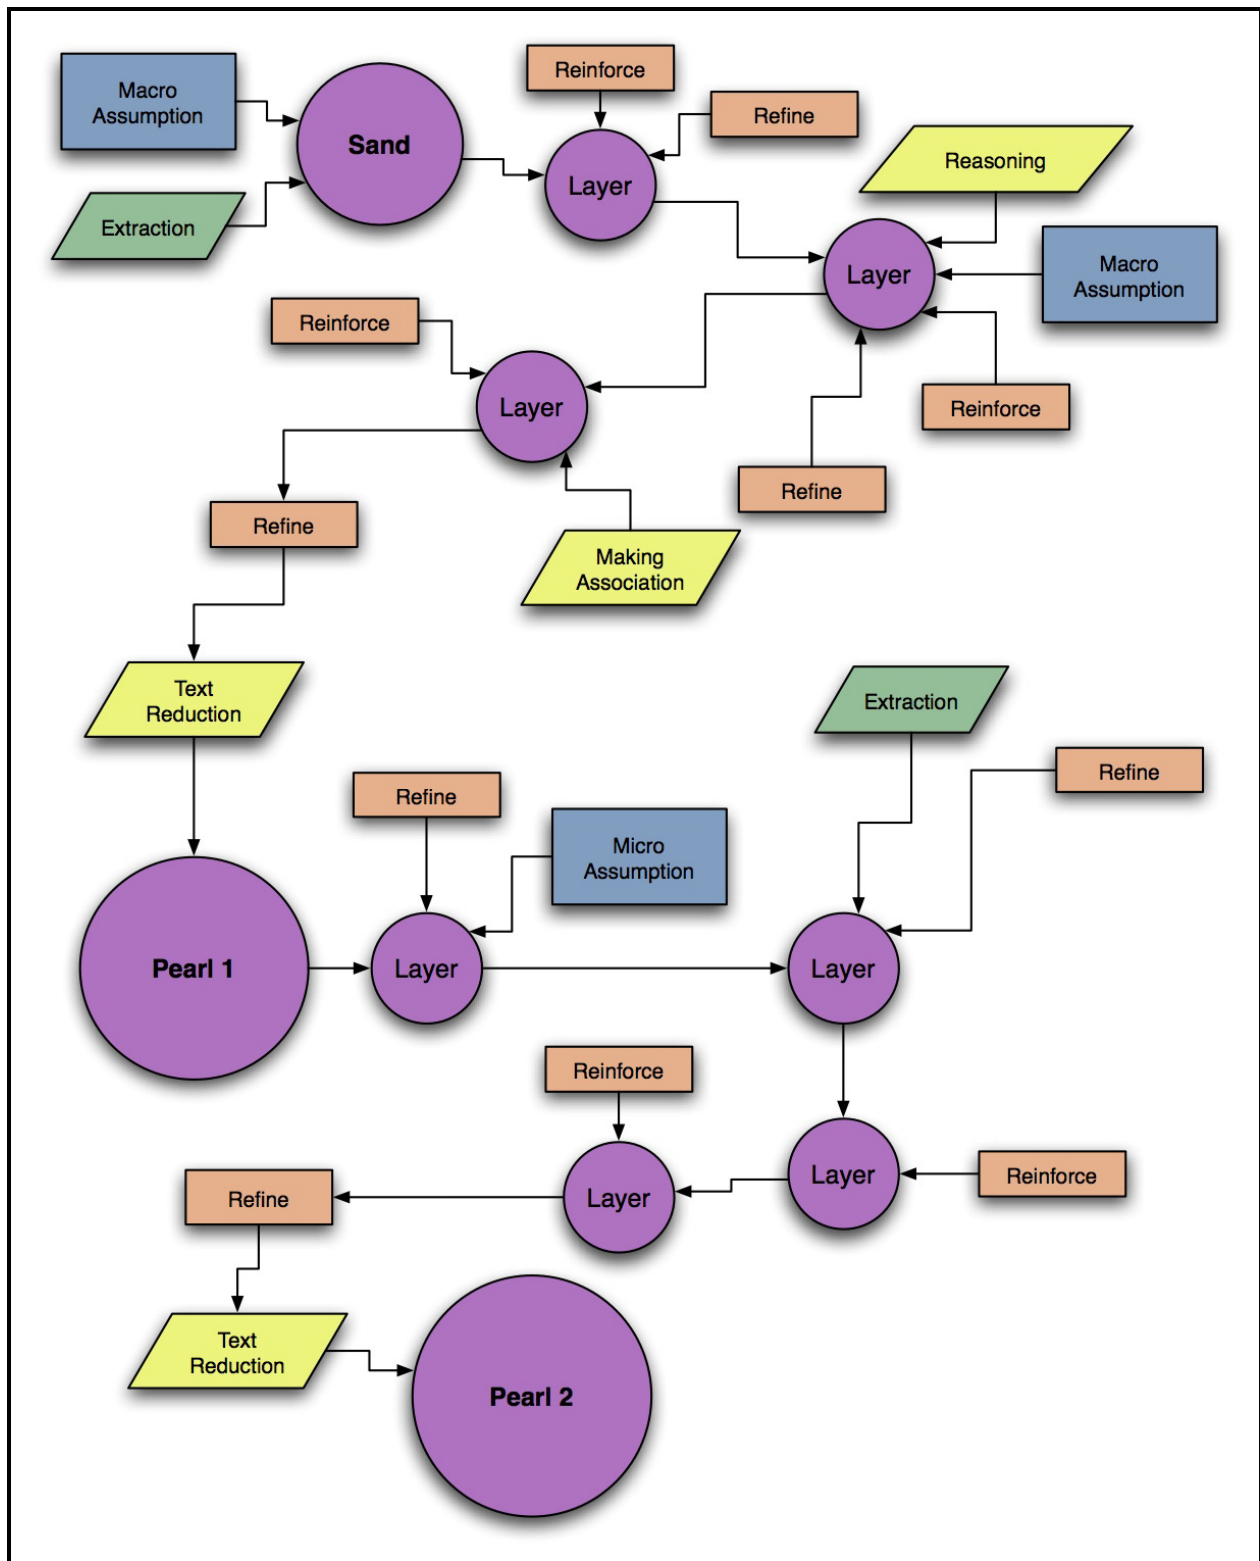 Macro
Assumption
Sand
Reinforce
Refine
Layer
Extraction
Reasoning
Layer
Macro
Assumption
Reinforce
Layer
Reinforce
Refine
Refine
Making
Association
Text
Reduction
Extraction
Refine
Refine
Micro
Assumption
Pearl 1
Layer
Layer
Reinforce
Layer
Reinforce
Layer
Refine
Text
Reduction
Pearl 2